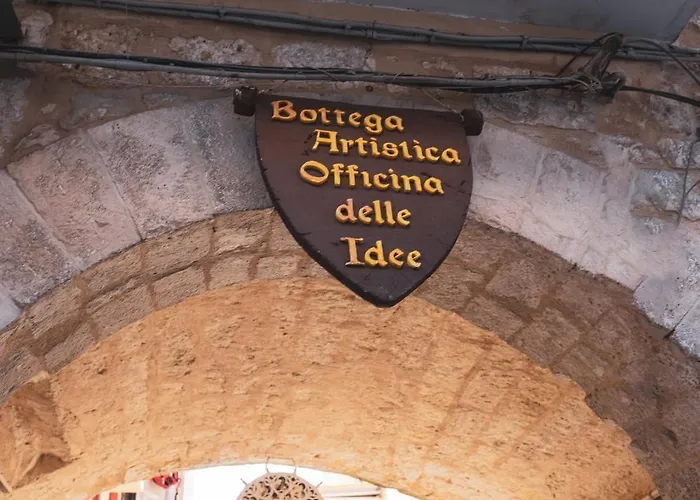 Bottega
Artistica
Officina
delle
Idee